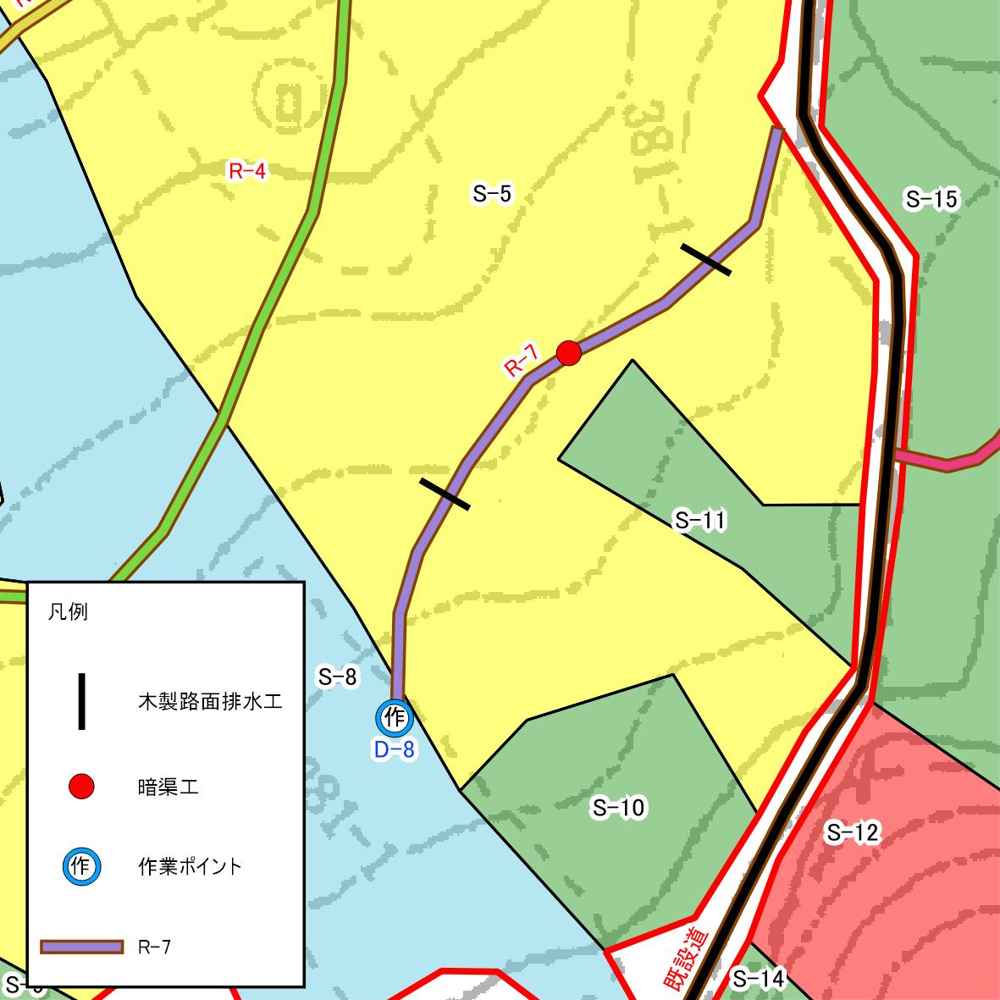 R-4
381
S-5
S-15
R-7
S-11
S-8
作
D-8
S-10
S-12
既設道
S-14
381
凡例
木製路面排水工
暗渠工
作 作業ポイント
R-7